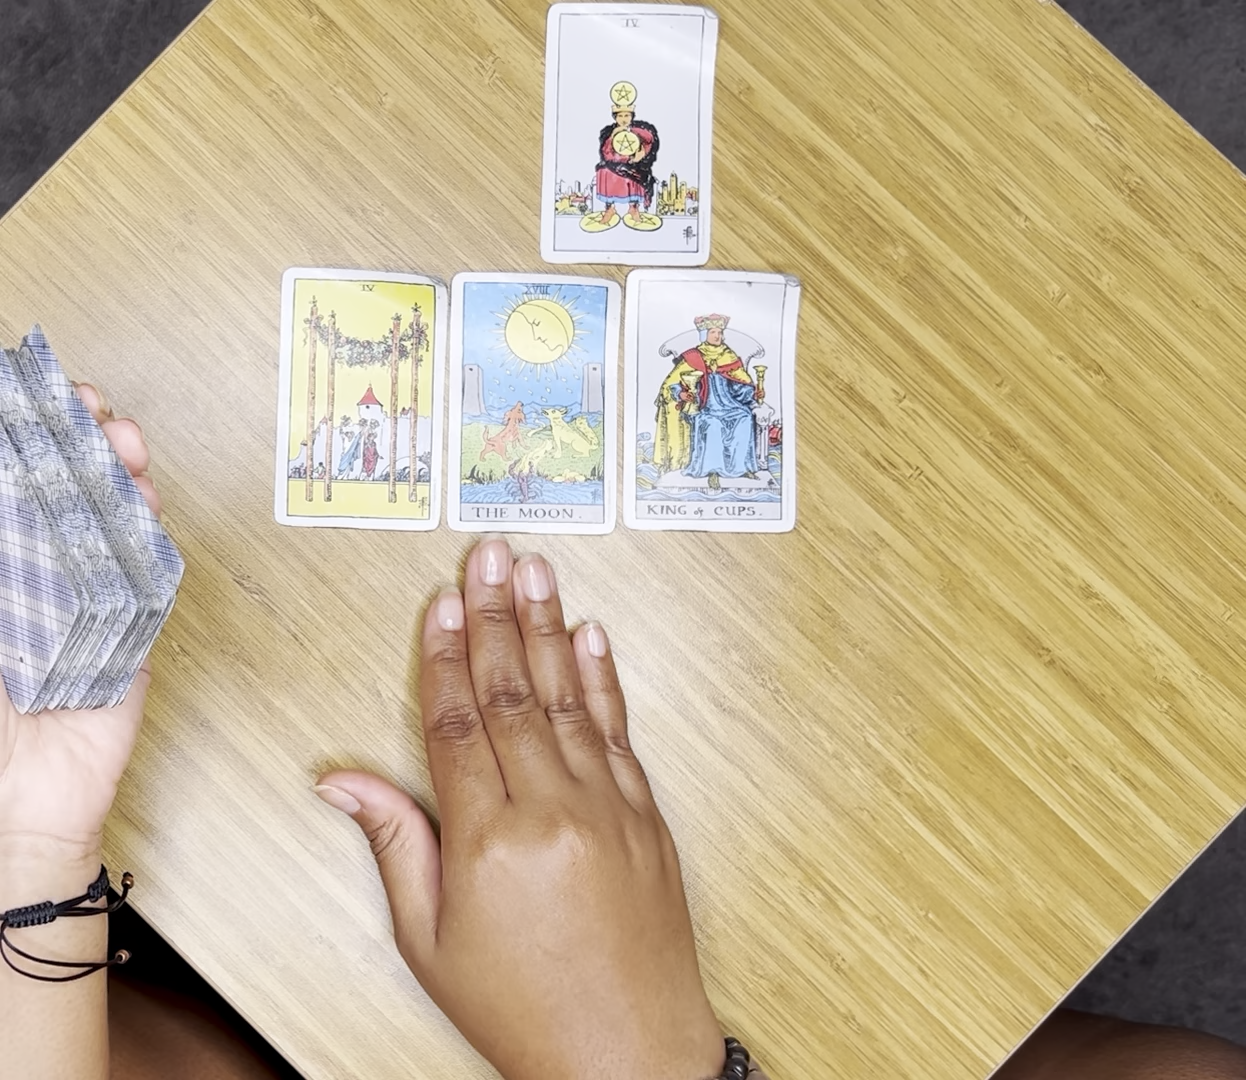 IV
IV
XVIII
THE MOON.
KING of CUPS.